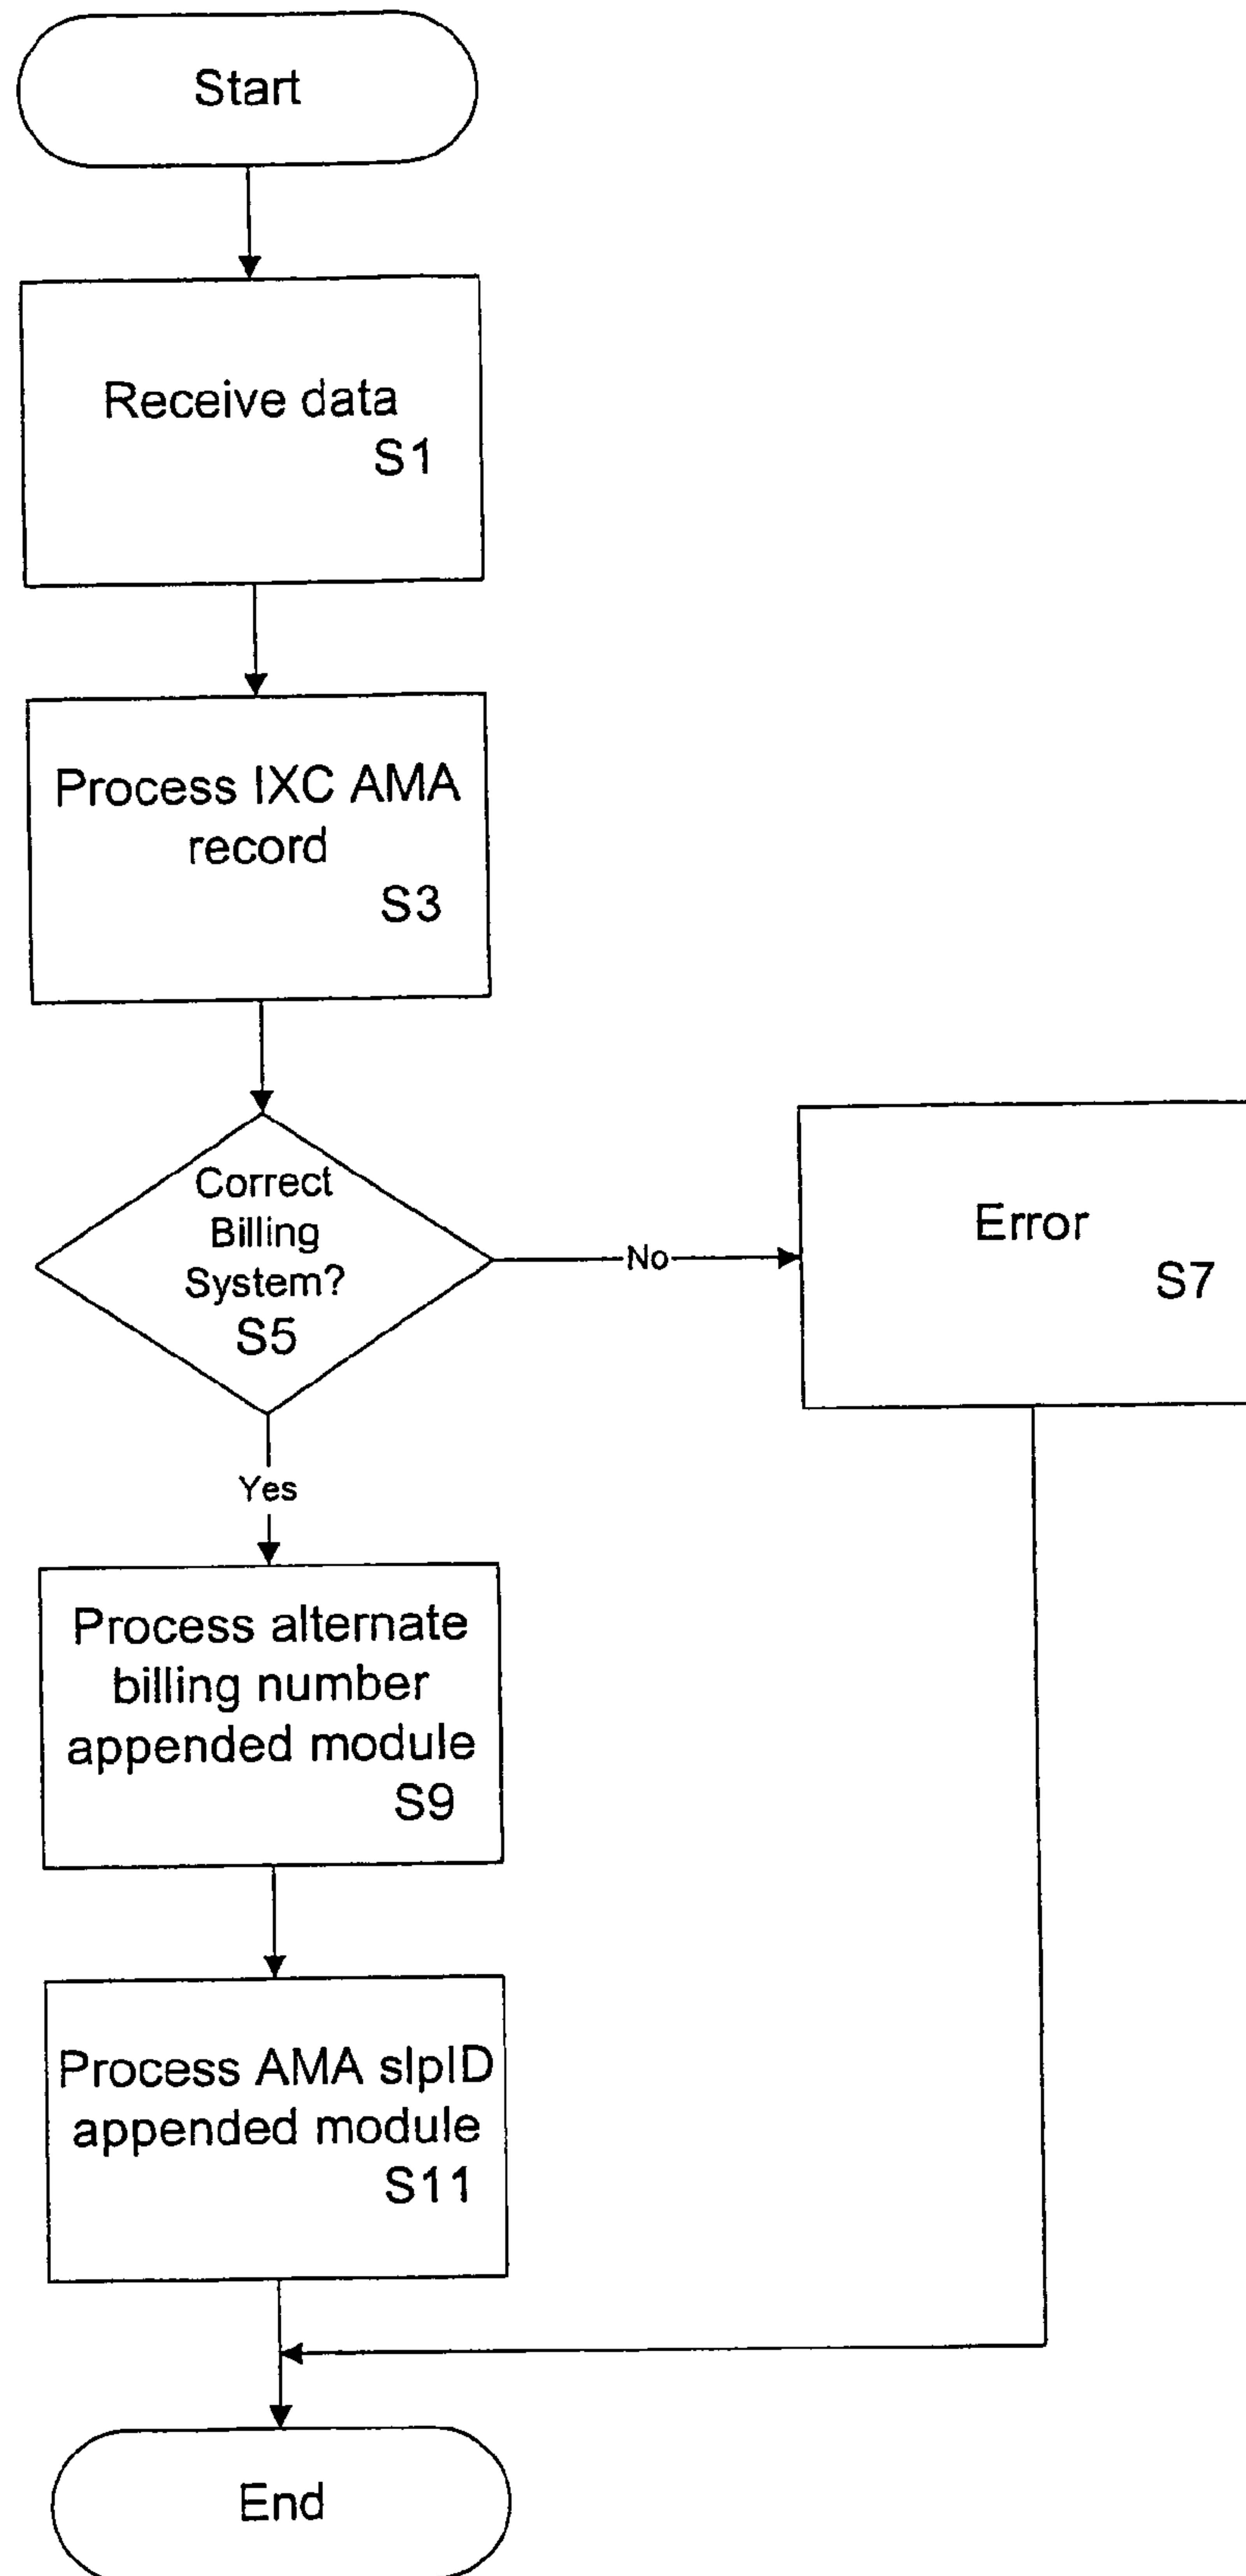 Start
Receive data
S1
Process IXC AMA
record
S3
Correct
Billing
System?
S5
No
Error
S7
Yes
Process alternate
billing number
appended module
S9
Process AMA slpID
appended module
S11
End